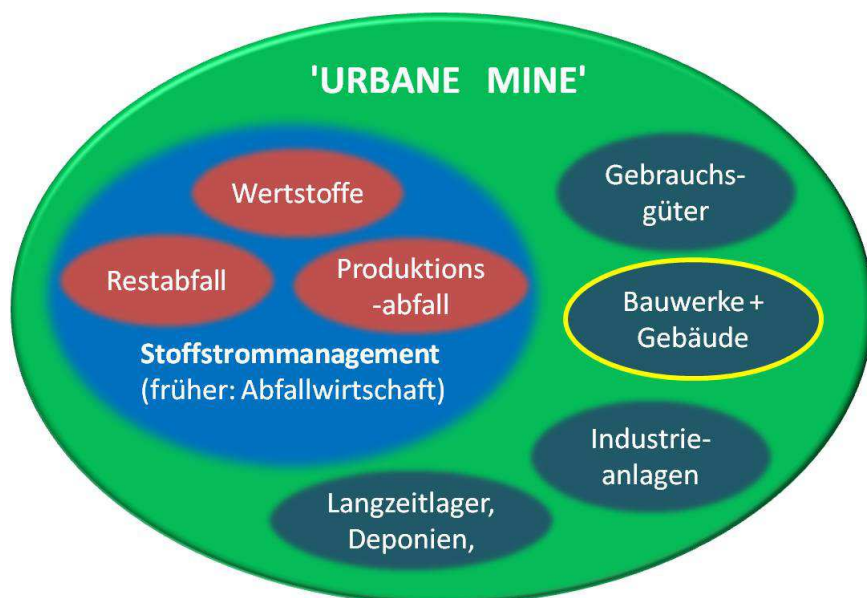 'URBANE MINE'
Wertstoffe
Restabfall
Produktions
-abfall
Stoffstrommanagement
(früher: Abfallwirtschaft)
Gebrauchs-
güter
Bauwerke +
Gebäude
Industrie-
anlagen
Langzeitlager,
Deponien,